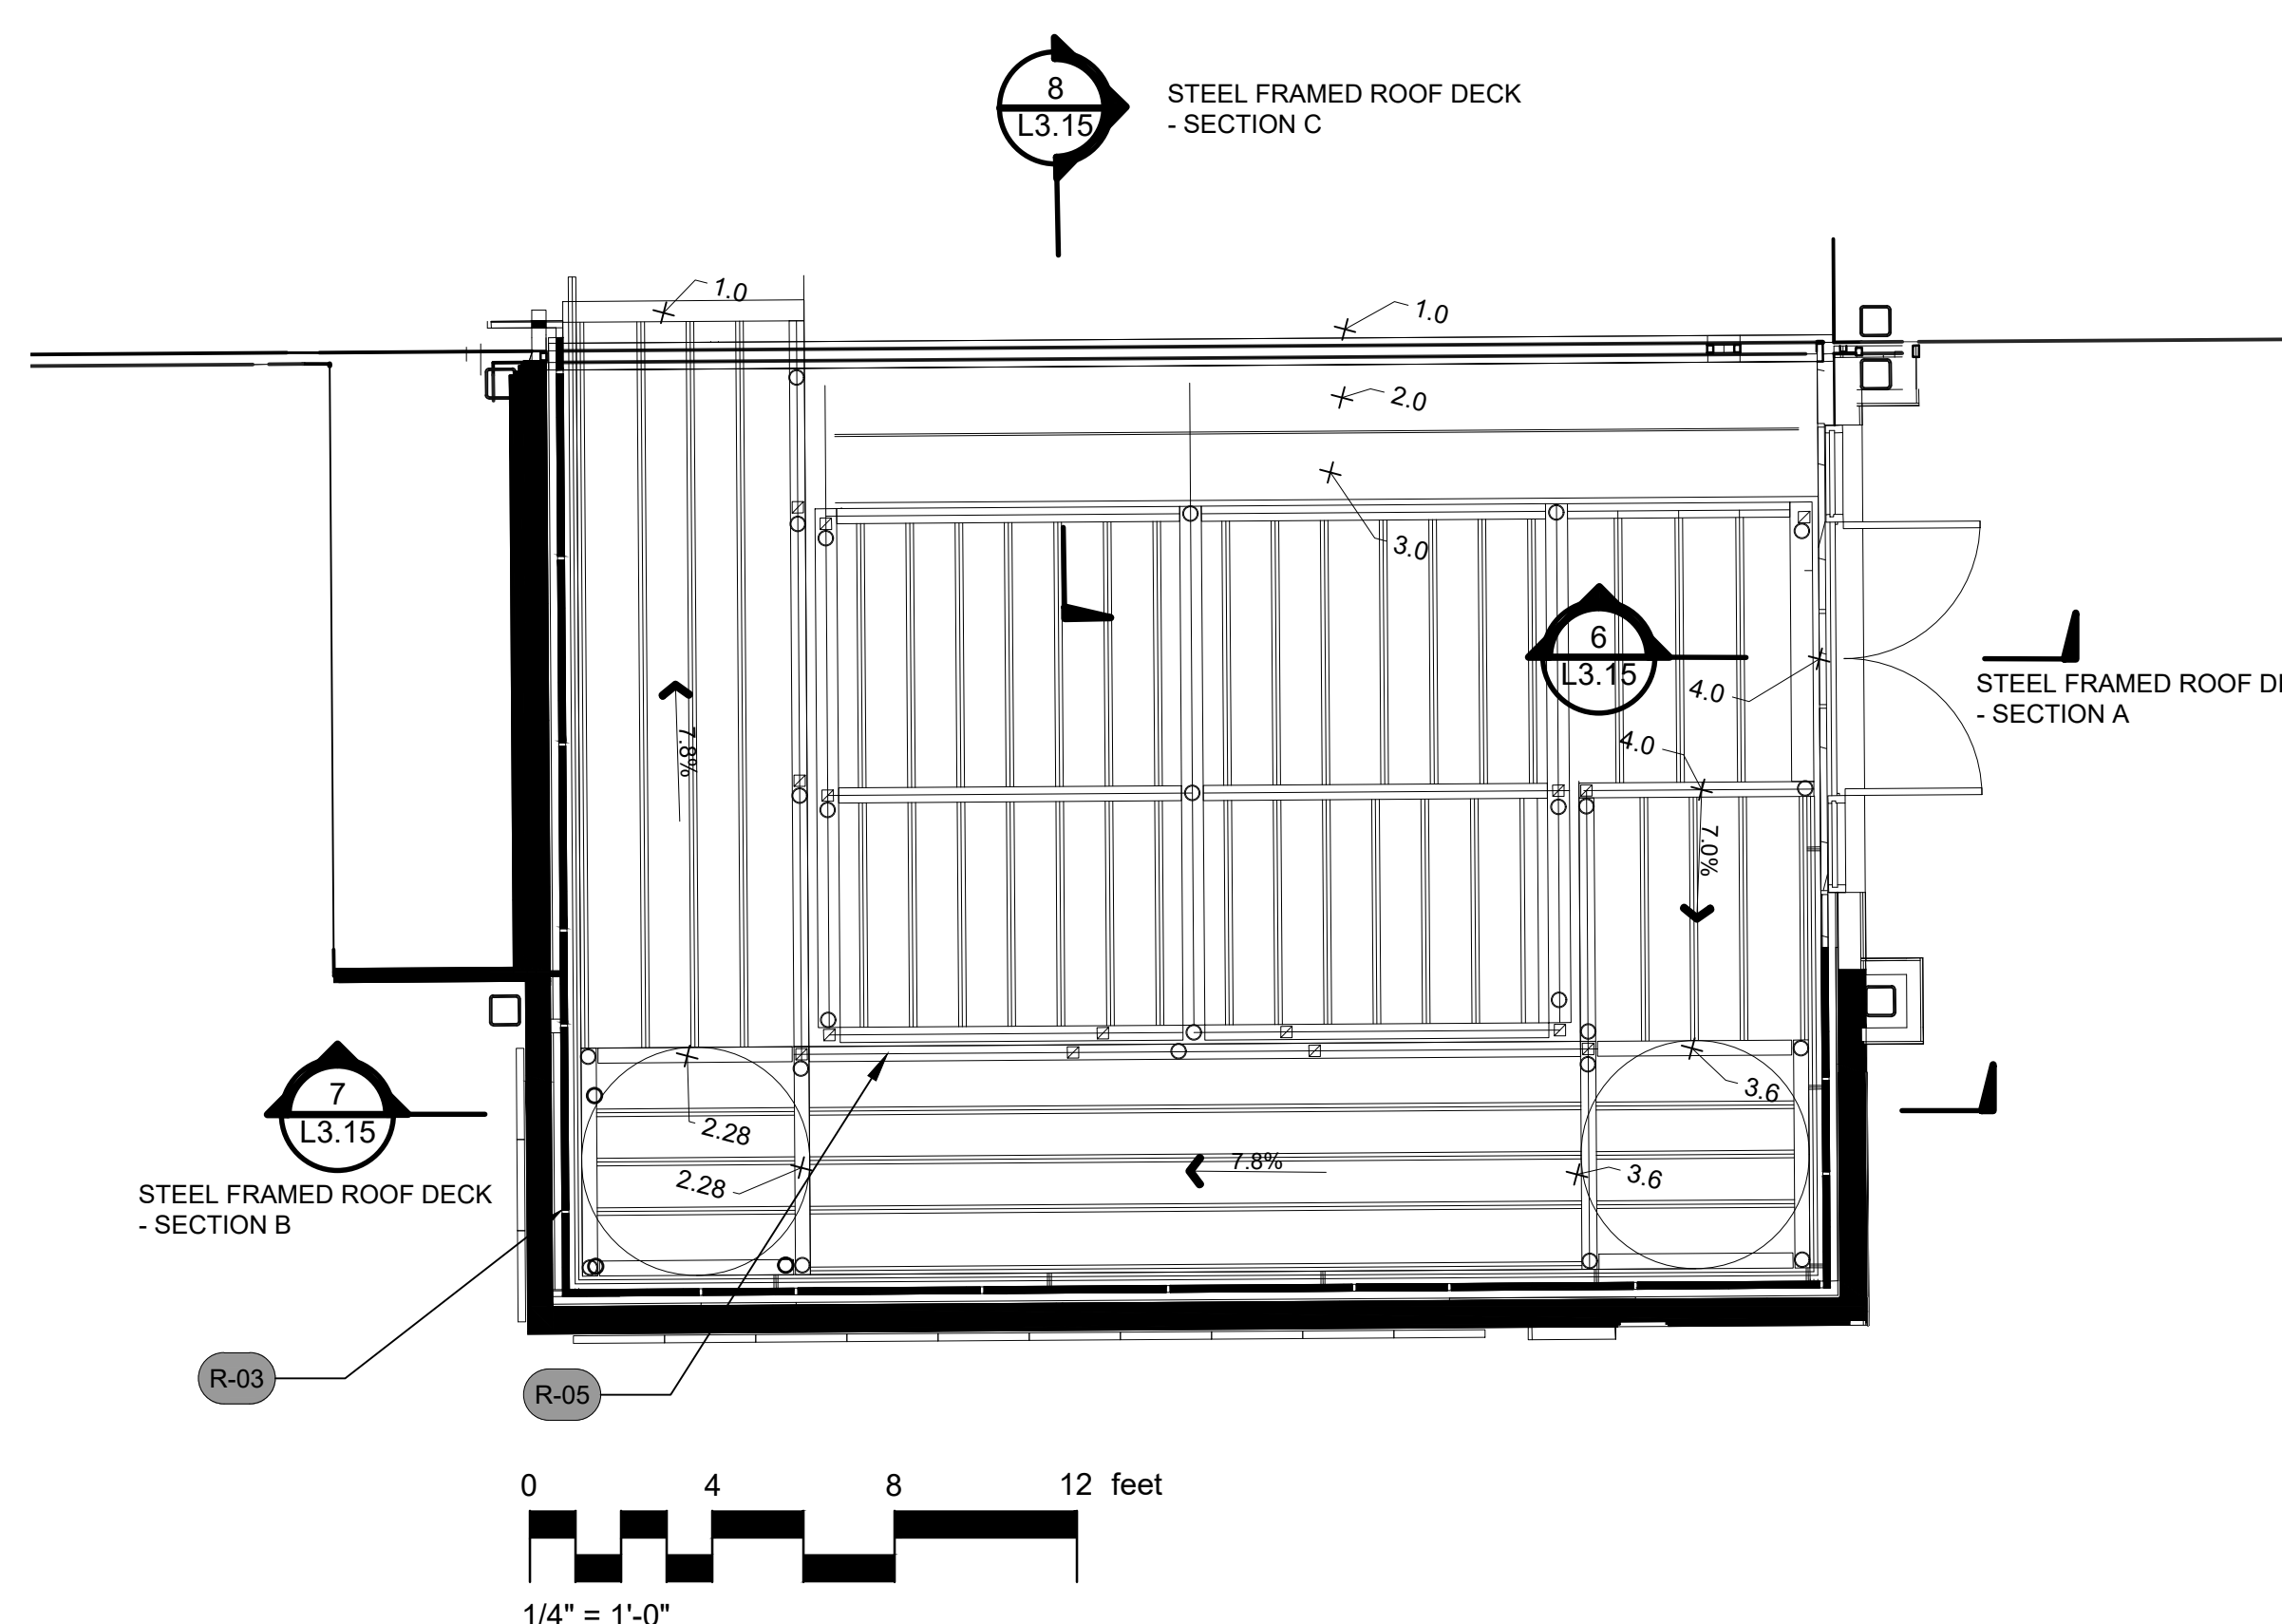 8
L3.15
STEEL FRAMED ROOF DECK
- SECTION C
1.0
1.0
2.0
3.0
6
L3.15
4.0
STEEL FRAMED ROOF
- SECTION A
4.0
7.8%
7.0%
7
L3.15
3.6
2.28
7.8%
2.28
3.6
STEEL FRAMED ROOF DECK
- SECTION B
R-03
R-05
0 4 8 12 feet
1/4" = 1'-0"